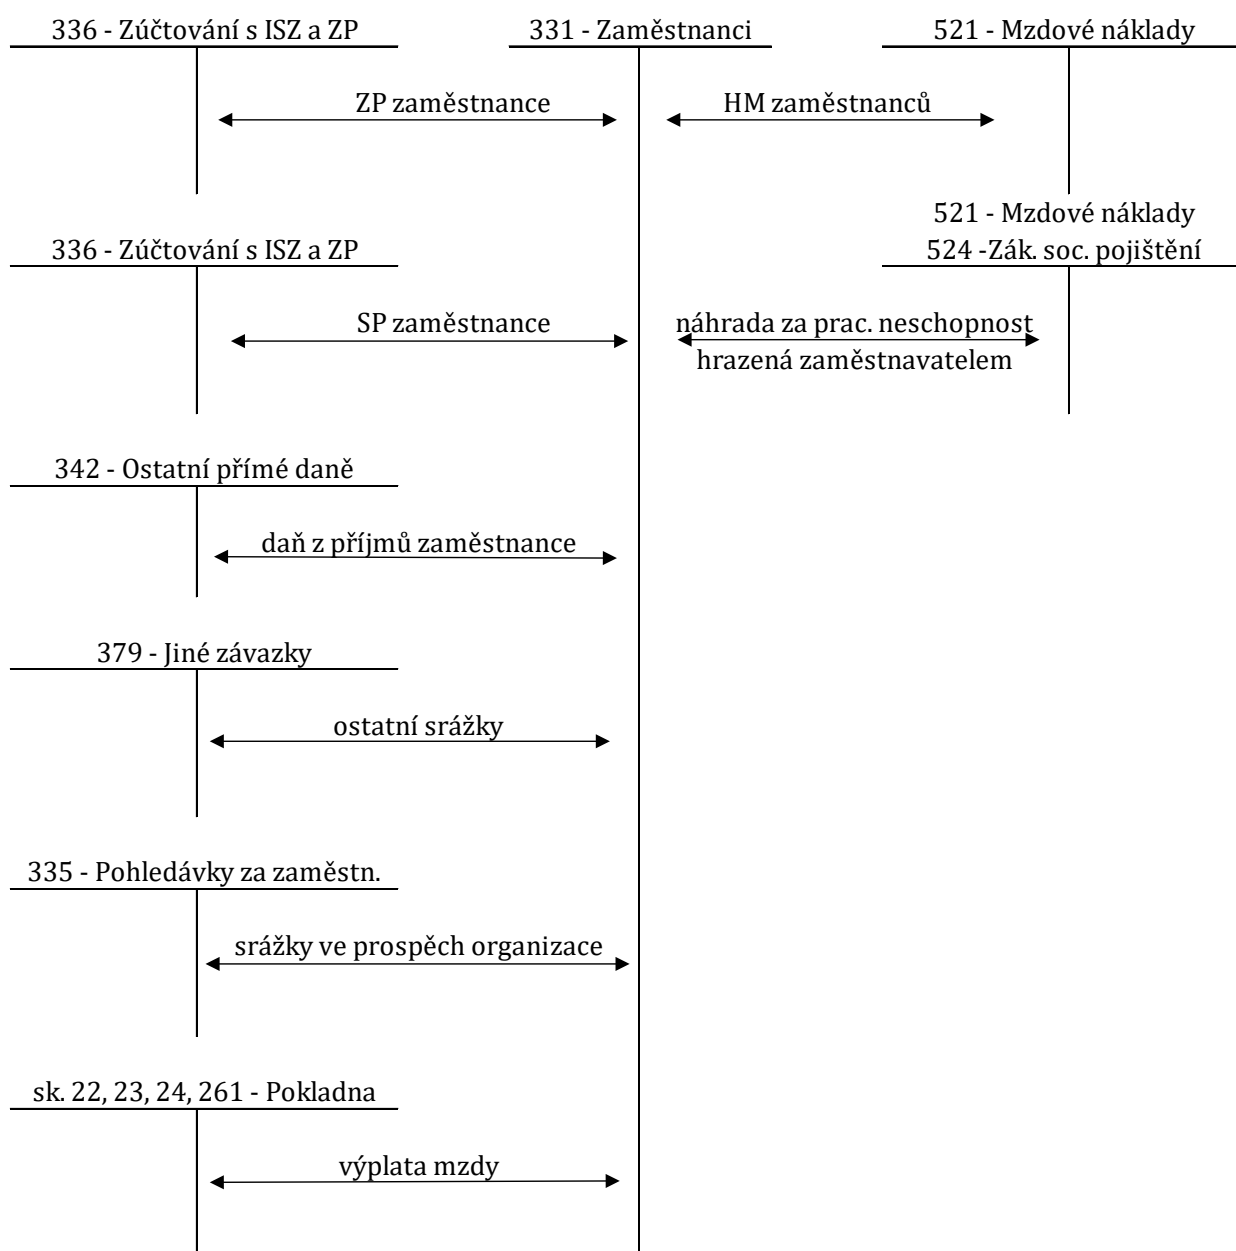 336 - Zúčtování s ISZ a ZP
331 - Zaměstnanci
521 - Mzdové náklady
ZP zaměstnance
HM zaměstnanců
521 - Mzdové náklady
336 - Zúčtování s ISZ a ZP
524 -Zák. soc. pojištění
SP zaměstnance
náhrada za prac. neschopnost
hrazená zaměstnavatelem
342 - Ostatní přímé daně
daň z příjmů zaměstnance
379 - Jiné závazky
ostatní srážky
335 - Pohledávky za zaměstn.
srážky ve prospěch organizace
sk. 22, 23, 24, 261 - Pokladna
výplata mzdy